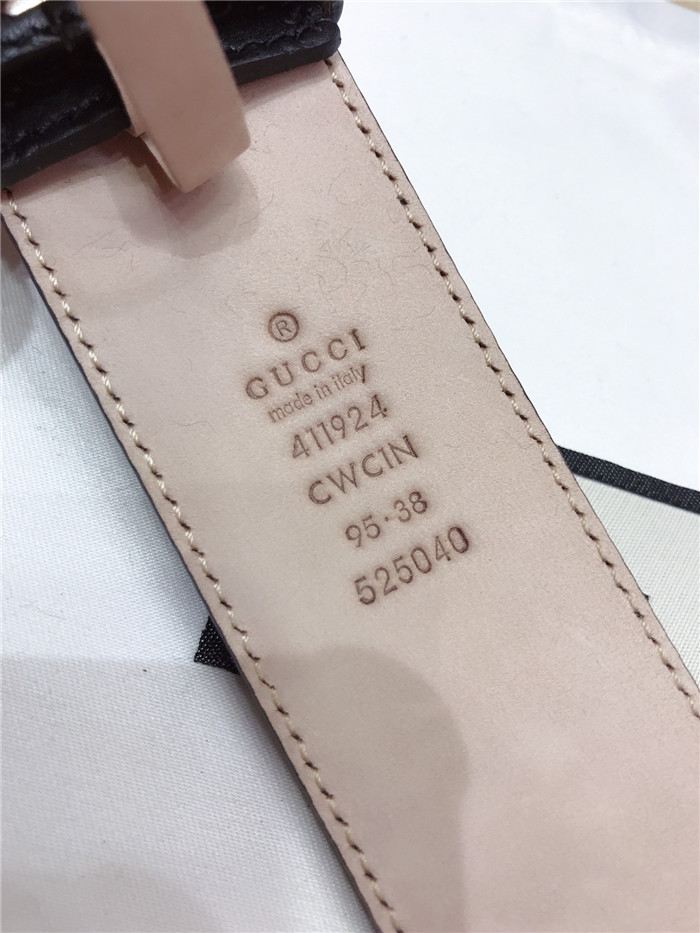 ®
GUCCI
made in italy
411924
CWC1N
95·38
525040